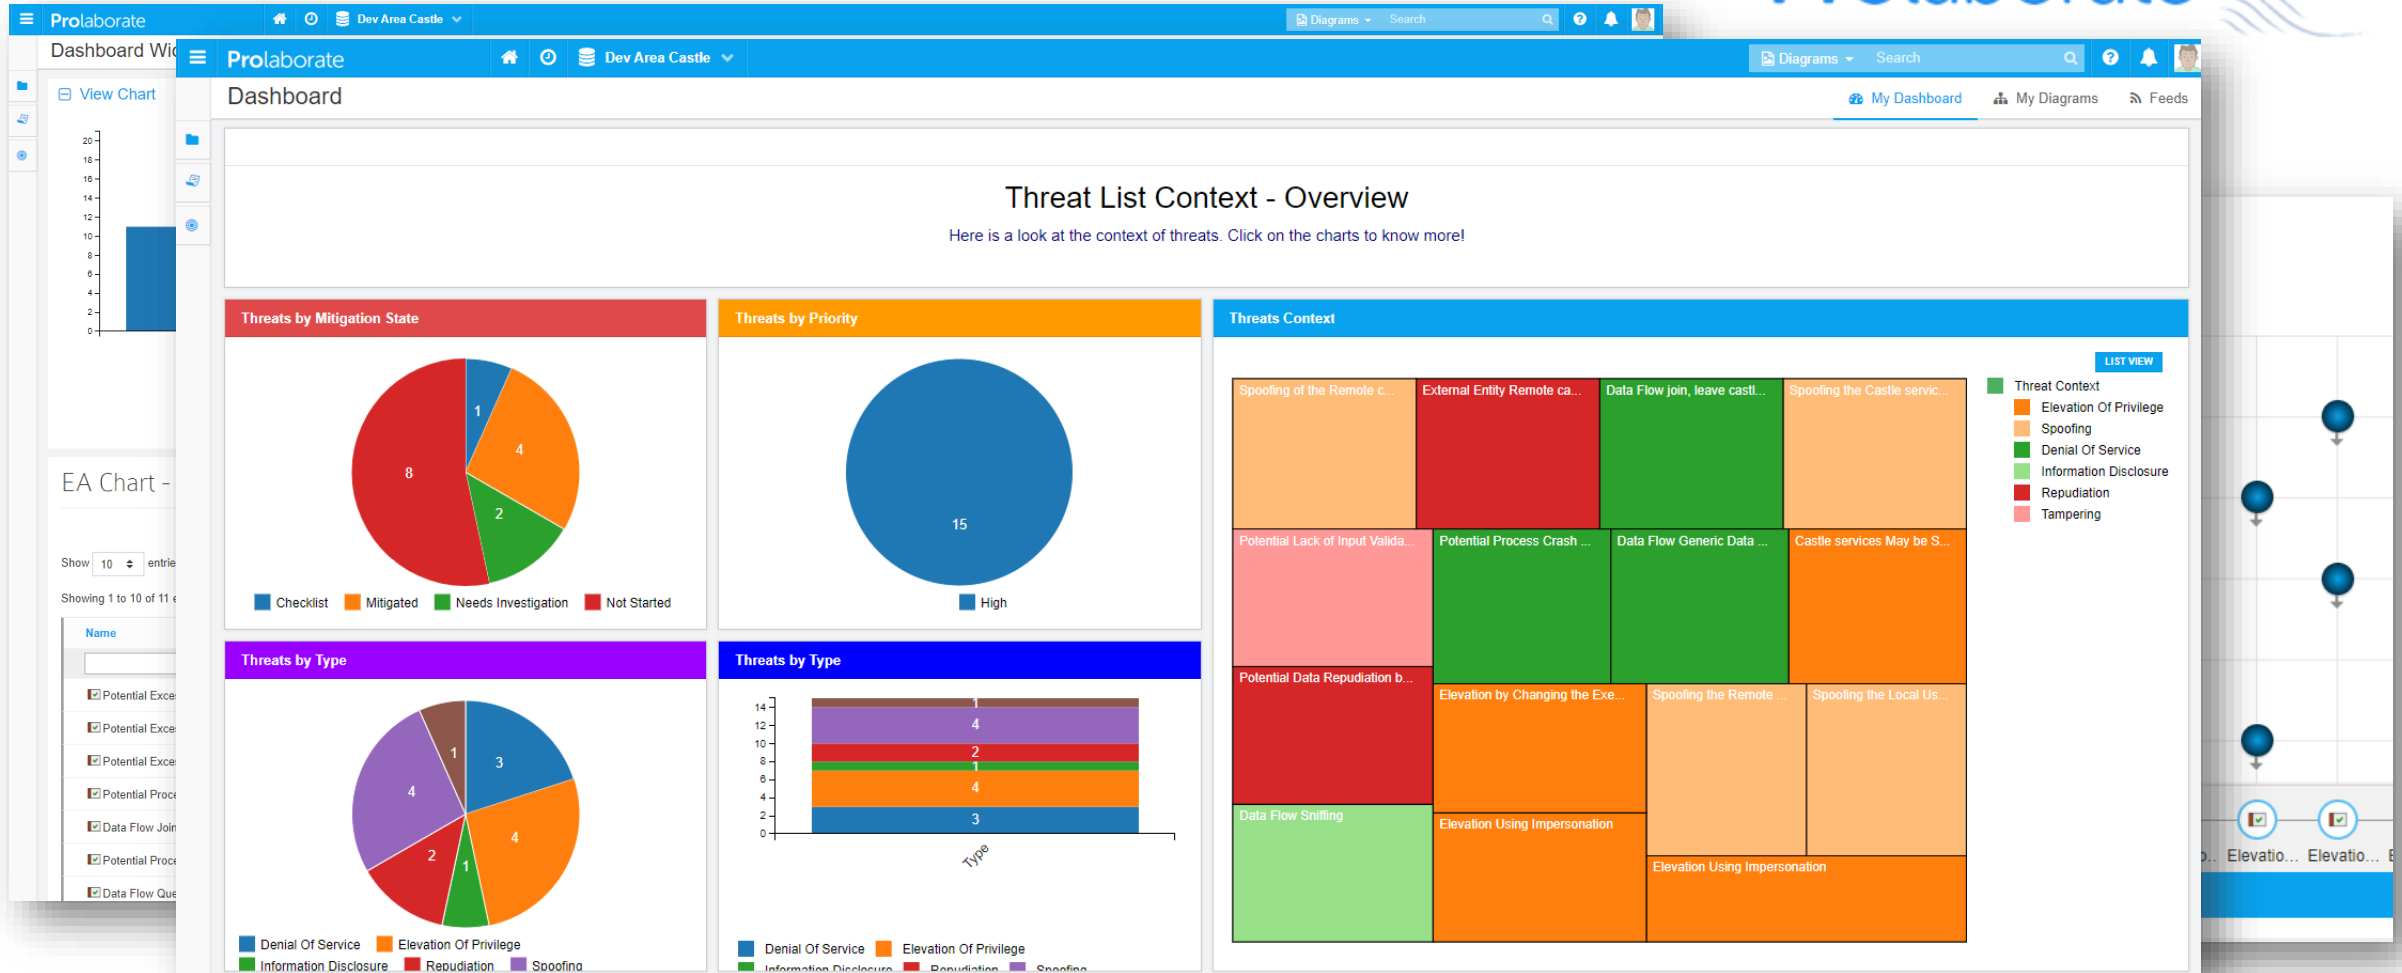 Prolaborate
Dev Area Castle
Diagrams
Search
Dashboard
View Chart
20
18
16
14
12
10
8
6
4
2
0
EA Chart -
Show 10
Showing 1 to 10 of 11
Name
Potential
Potential
Potential
Potential
Data Flow
Potential
Data Flow
Prolaborate
Dev Area Castle
Diagrams
Search
Dashboard
My Dashboard
My Diagrams
Feeds
Threat List Context - Overview
Here is a look at the context of threats. Click on the charts to know more!
Threats by Mitigation State
1
4
8
2
Checklist Mitigated Needs Investigation Not Started
Threats by Priority
15
High
Threats Context
LIST VIEW
Spoofing of the Remote c...
External Entity Remote ca...
Data Flow join, leave castl...
Spoofing the Castle servic...
Potential Lack of Input Valida...
Potential Process Crash ...
Data Flow Generic Data ...
Castle services May be S...
Potential Data Repudiation b...
Elevation by Changing the Exe...
Spoofing the Remote ...
Spoofing the Local Us...
Data Flow Sniffing
Elevation Using Impersonation
Elevation Using Impersonation
Threat Context
Elevation Of Privilege
Spoofing
Denial Of Service
Information Disclosure
Repudiation
Tampering
Threats by Type
1
3
4
4
2
1
Denial Of Service Elevation Of Privilege
Information Disclosure Repudiation Spoofing
Threats by Type
14
12
10
8
6
4
2
0
1
4
2
1
4
3
Type
Denial Of Service Elevation Of Privilege
Information Disclosure Repudiation Spoofing
Elevatio... Elevatio...